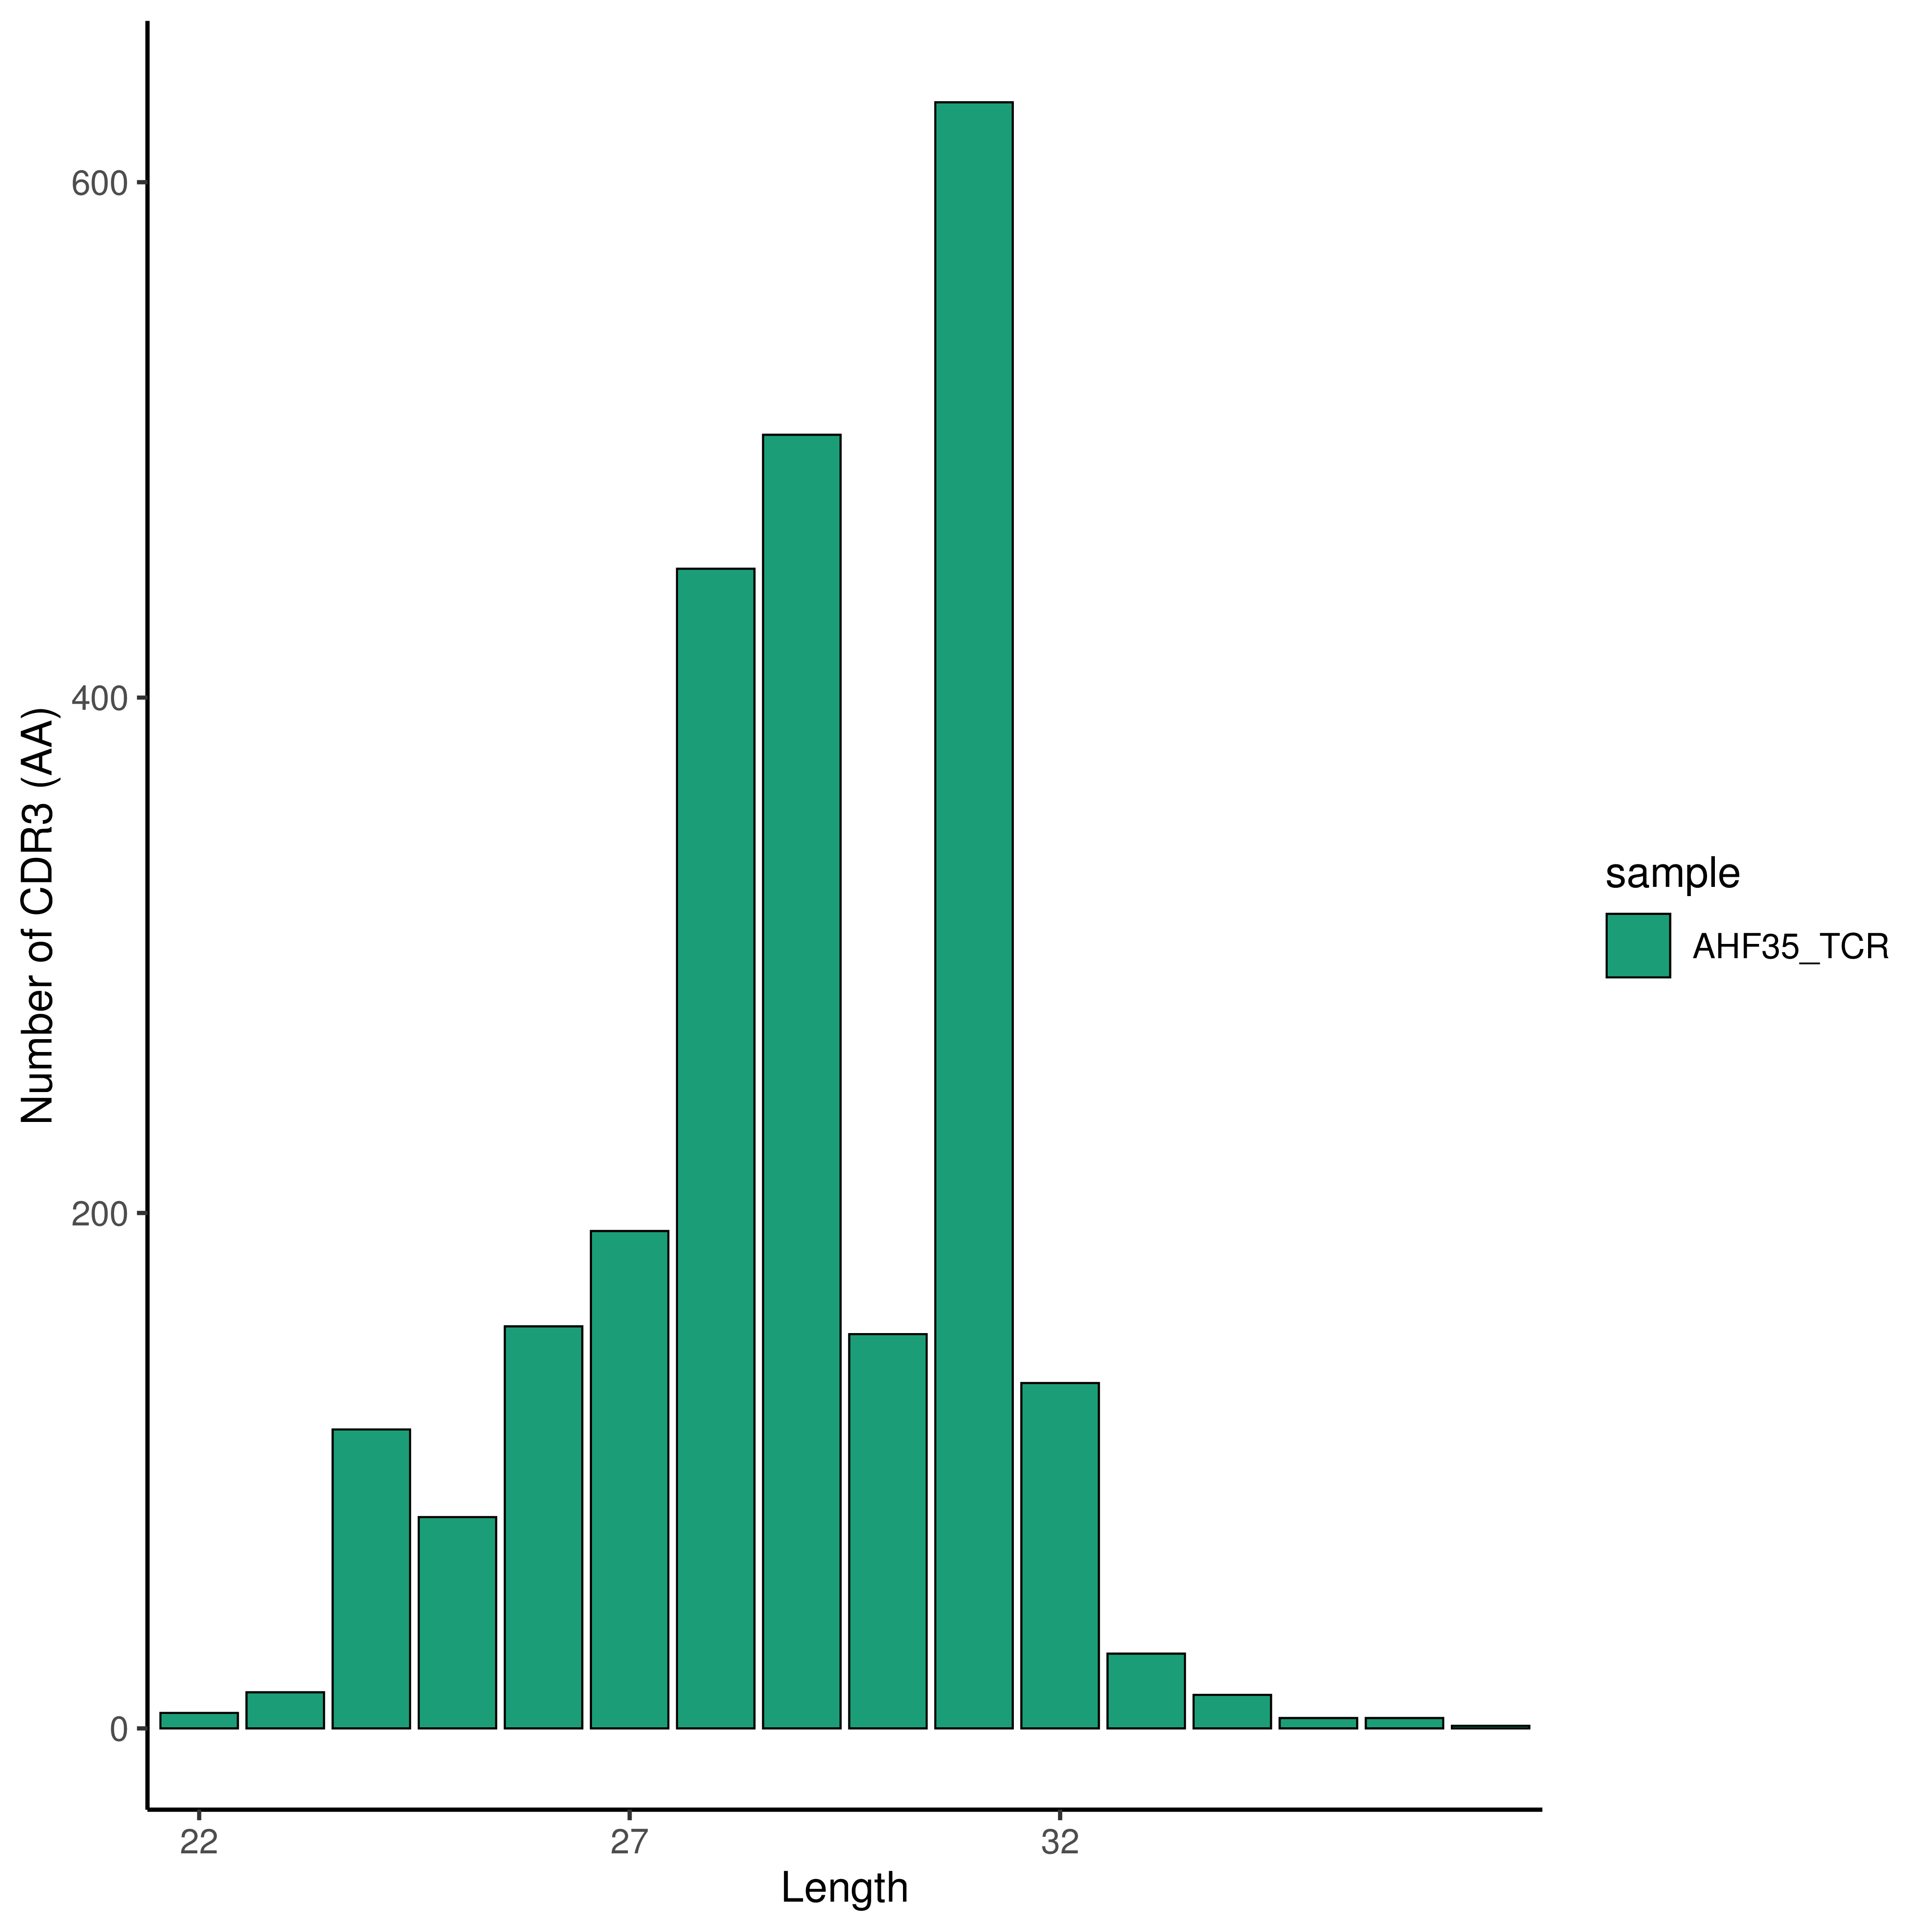 Number of CDR3 (AA)
600
400
200
0
22
27
32
Length
sample
AHF35_TCR